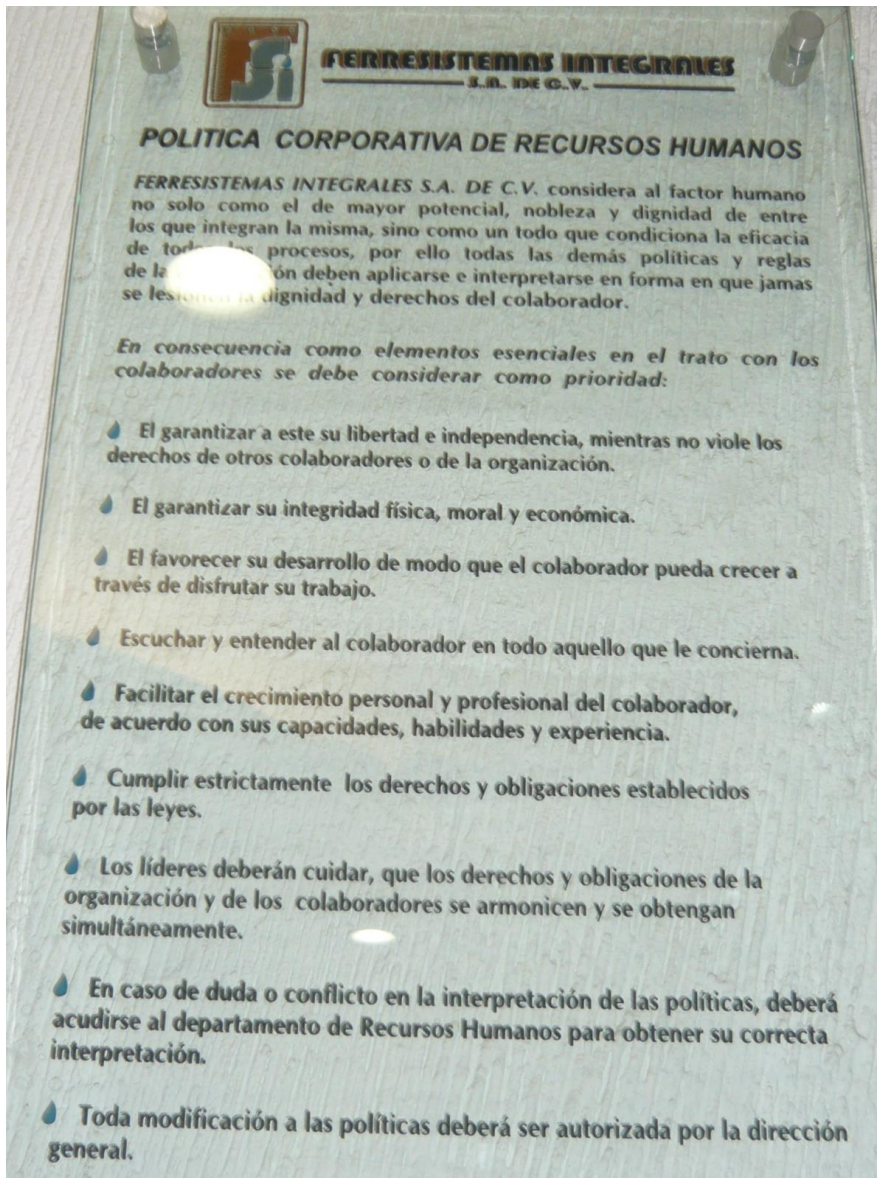 FSi
FERRESISTEMAS INTEGRALES
S.A. DE C.V.
POLITICA CORPORATIVA DE RECURSOS HUMANOS
FERRESISTEMAS INTEGRALES S.A. DE C.V. considera al factor humano
no solo como el de mayor potencial, nobleza y dignidad de entre
los que integran la misma, sino como un todo que condiciona la eficacia
de todos los procesos, por ello todas las demás políticas y reglas
de la deben aplicarse e interpretarse en forma en que jamas
se lesionen la dignidad y derechos del colaborador.
En consecuencia como elementos esenciales en el trato con los
colaboradores se debe considerar como prioridad:
El garantizar a este su libertad e independencia, mientras no viole los
derechos de otros colaboradores o de la organización.
El garantizar su integridad física, moral y económica.
El favorecer su desarrollo de modo que el colaborador pueda crecer a
través de disfrutar su trabajo.
Escuchar y entender al colaborador en todo aquello que le concierna.
Facilitar el crecimiento personal y profesional del colaborador,
de acuerdo con sus capacidades, habilidades y experiencia.
Cumplir estrictamente los derechos y obligaciones establecidos
por las leyes.
Los líderes deberán cuidar, que los derechos y obligaciones de la
organización y de los colaboradores se armonicen y se obtengan
simultáneamente.
En caso de duda o conflicto en la interpretación de las políticas, deberá
acudirse al departamento de Recursos Humanos para obtener su correcta
interpretación.
Toda modificación a las políticas deberá ser autorizada por la dirección
general.